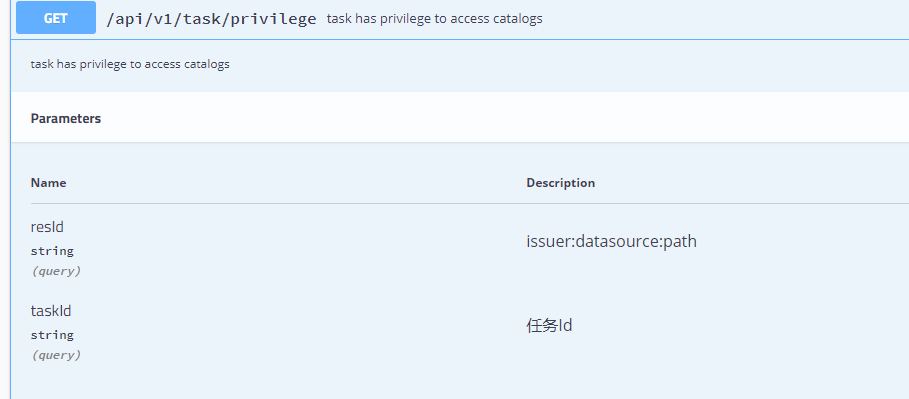 GET /api/v1/task/privilege task has privilege to access catalogs
task has privilege to access catalogs
Parameters
Name Description
resId
string
(query)
issuer:datasource:path
taskId
string
(query)
任务Id